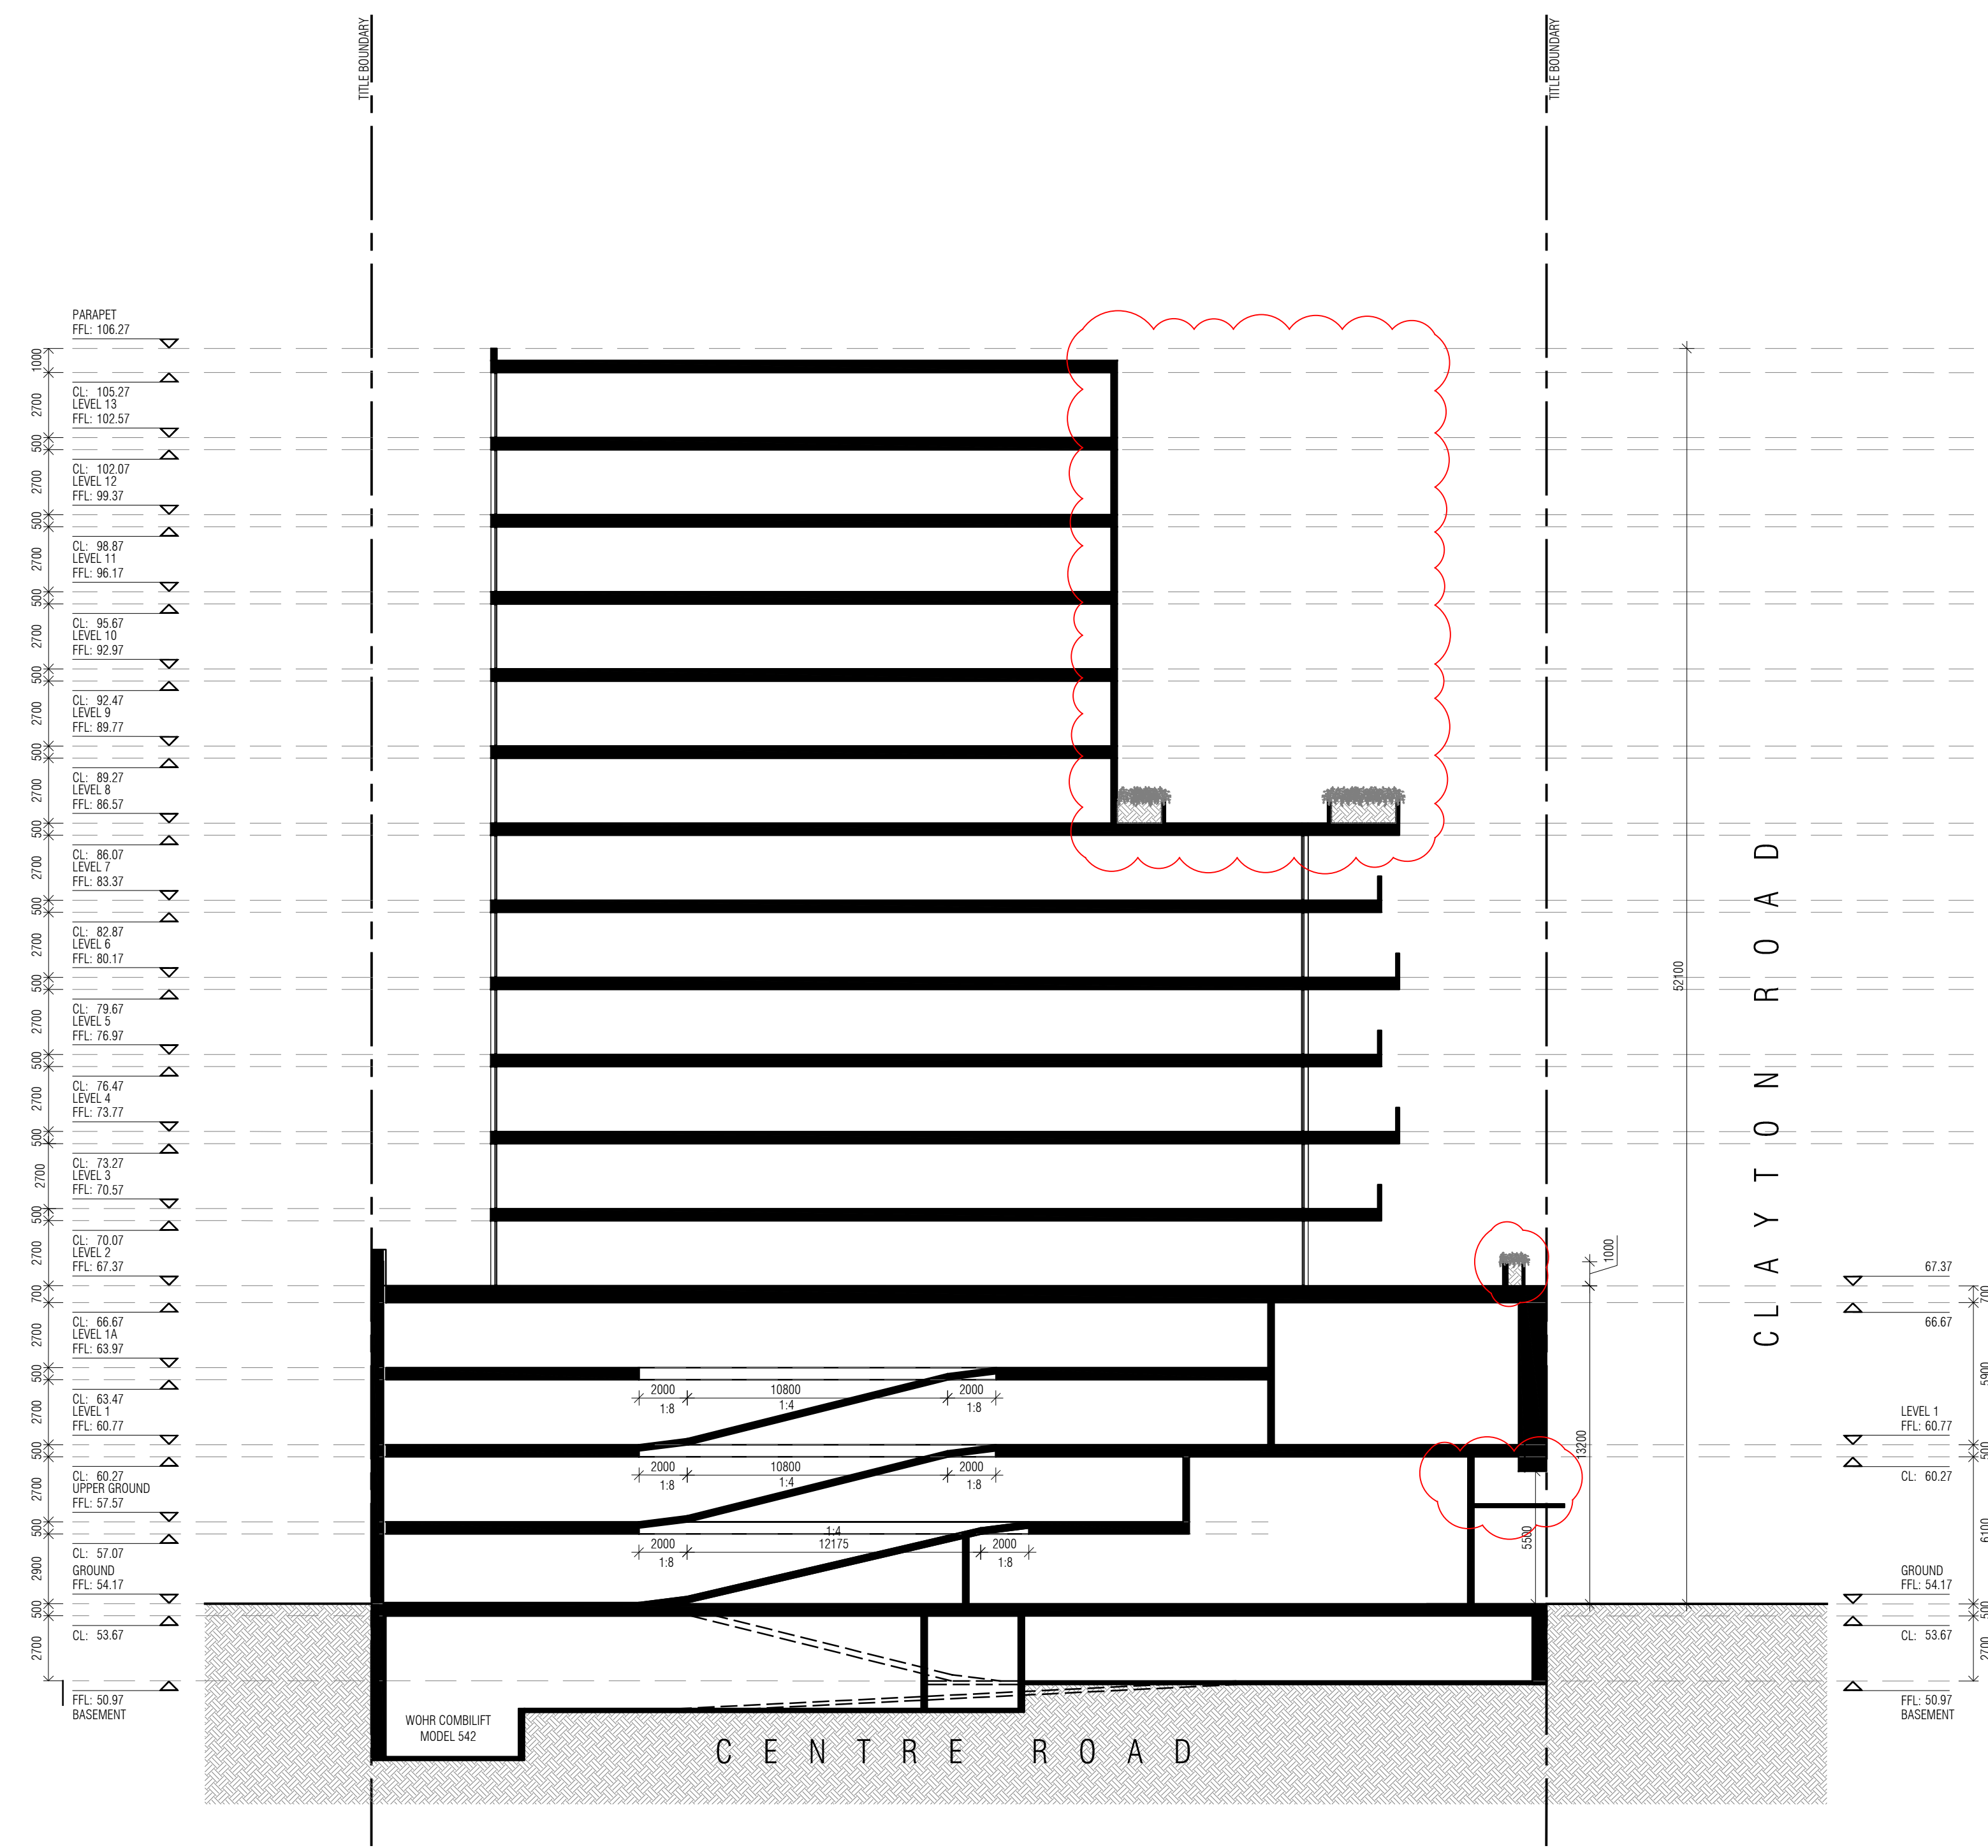 TITLE BOUNDARY
TITLE BOUNDARY
PARAPET
FFL: 106.27
1000
CL: 105.27
LEVEL 13
FFL: 102.57
2700
500
CL: 102.07
LEVEL 12
FFL: 99.37
2700
500
CL: 98.87
LEVEL 11
FFL: 96.17
2700
500
CL: 95.67
LEVEL 10
FFL: 92.97
2700
500
CL: 92.47
LEVEL 9
FFL: 89.77
2700
500
CL: 89.27
LEVEL 8
FFL: 86.57
2700
500
CL: 86.07
LEVEL 7
FFL: 83.37
2700
500
CL: 82.87
LEVEL 6
FFL: 80.17
2700
500
CL: 79.67
LEVEL 5
FFL: 76.97
2700
500
CL: 76.47
LEVEL 4
FFL: 73.77
2700
500
CL: 73.27
LEVEL 3
FFL: 70.57
2700
500
CL: 70.07
LEVEL 2
FFL: 67.37
2700
700
CL: 66.67
LEVEL 1A
FFL: 63.97
2700
500
CL: 63.47
LEVEL 1
FFL: 60.77
2700
500
CL: 60.27
UPPER GROUND
FFL: 57.57
2700
500
CL: 57.07
GROUND
FFL: 54.17
2900
500
CL: 53.67
2700
FFL: 50.97
BASEMENT
2000 10800 2000
1:8 1:4 1:8
2000 10800 2000
1:8 1:4 1:8
1:4
2000 12175 2000
1:8 1:8
WOHR COMBILIFT
MODEL 542
CENTRE ROAD
52100
1000
13200
5500
CLAYTON ROAD
67.37
700
66.67
5900
LEVEL 1
FFL: 60.77
500
CL: 60.27
6100
GROUND
FFL: 54.17
500
CL: 53.67
2700
FFL: 50.97
BASEMENT